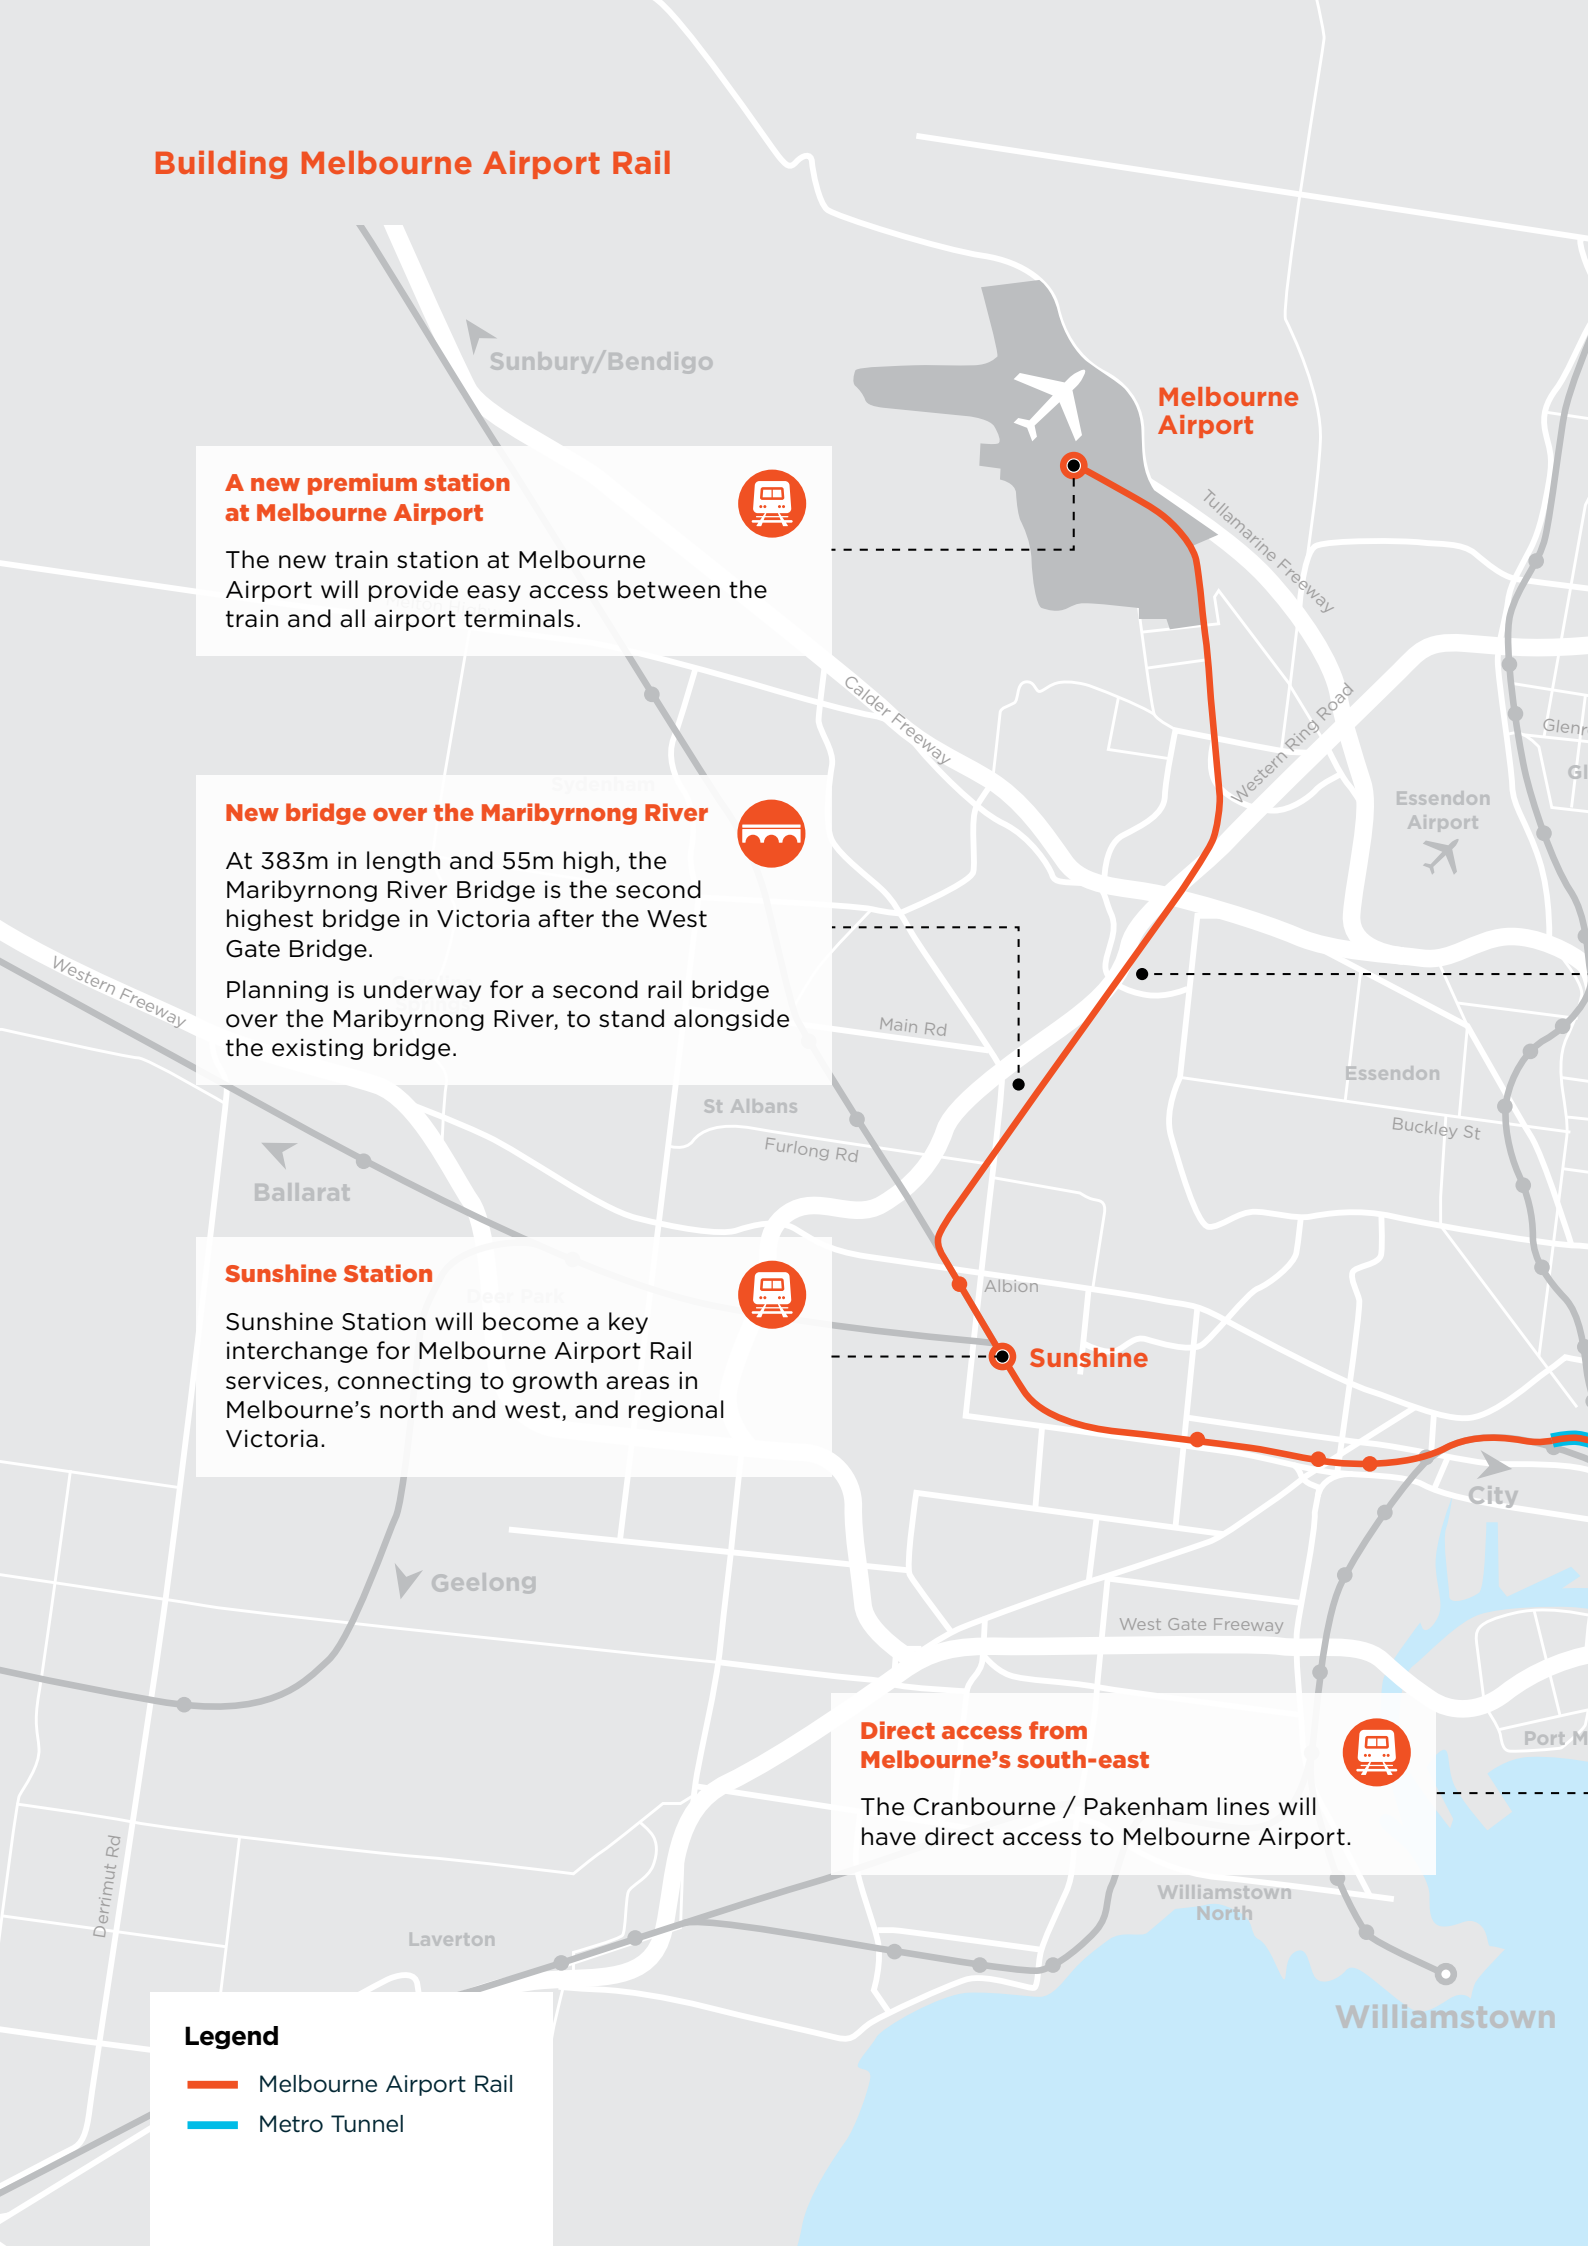 Building Melbourne Airport Rail
Sunbury/Bendigo
Melbourne
Airport
A new premium station
at Melbourne Airport
The new train station at Melbourne
Airport will provide easy access between the
train and all airport terminals.
Tullamarine Freeway
Calder Freeway
Western Ring Road
Glenr
Gl
Essendon
Airport
Sydenham
New bridge over the Maribyrnong River
At 383m in length and 55m high, the
Maribyrnong River Bridge is the second
highest bridge in Victoria after the West
Gate Bridge.
Planning is underway for a second rail bridge
over the Maribyrnong River, to stand alongside
the existing bridge.
Western Freeway
Main Rd
Essendon
St Albans
Buckley St
Furlong Rd
Ballarat
Sunshine Station
Deer Park
Sunshine Station will become a key
interchange for Melbourne Airport Rail
services, connecting to growth areas in
Melbourne’s north and west, and regional
Victoria.
Albion
Sunshine
City
Geelong
West Gate Freeway
Direct access from
Melbourne’s south-east
The Cranbourne / Pakenham lines will
have direct access to Melbourne Airport.
Port M
Derrimut Rd
Williamstown
North
Laverton
Williamstown
Legend
Melbourne Airport Rail
Metro Tunnel